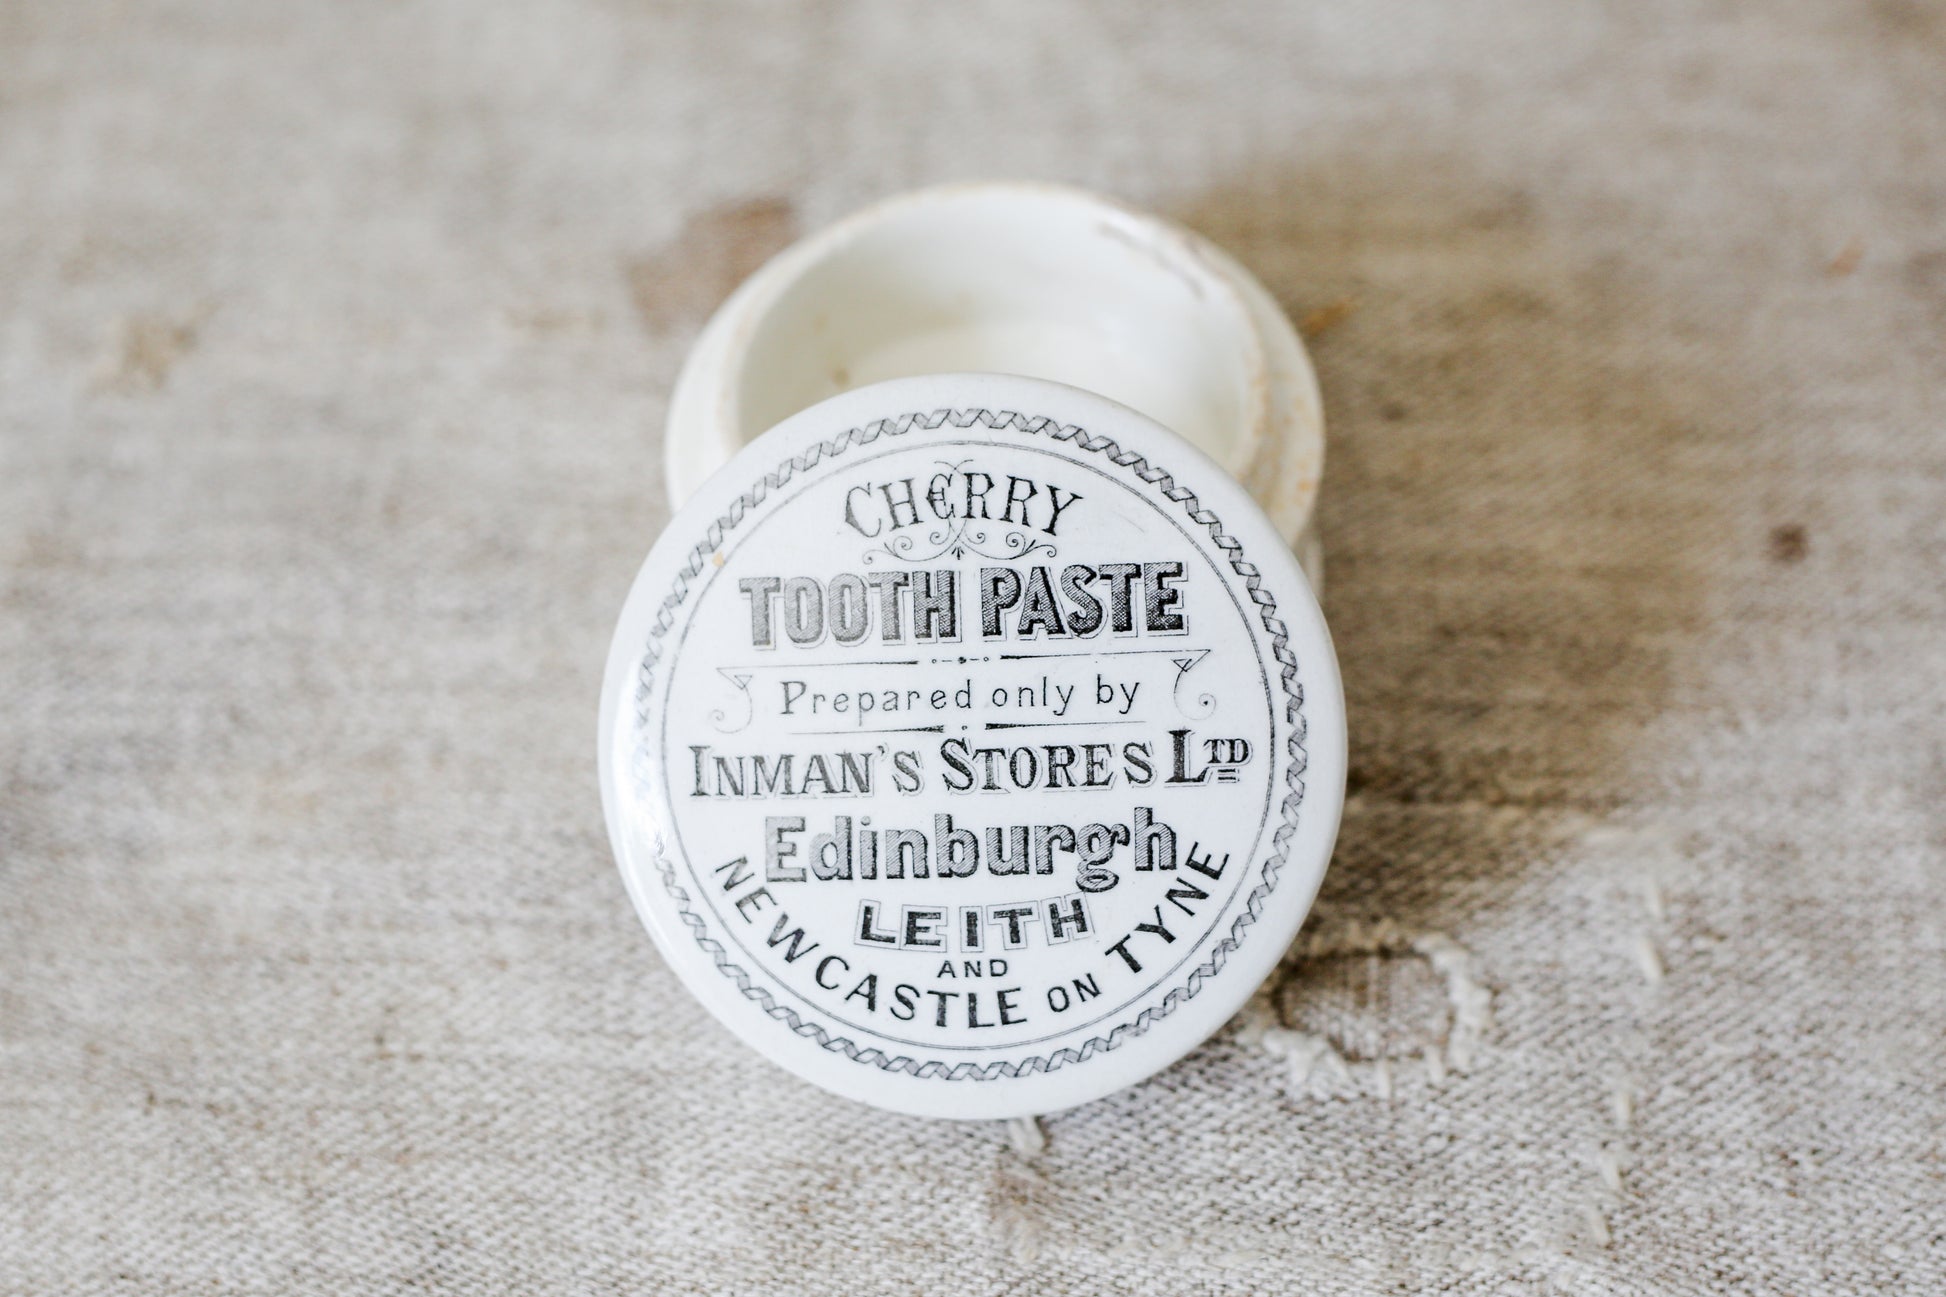 CHERRY
TOOTH PASTE
Prepared only by
INMAN'S STORES LTD
Edinburgh
LEITH
AND
NEWCASTLE ON TYNE